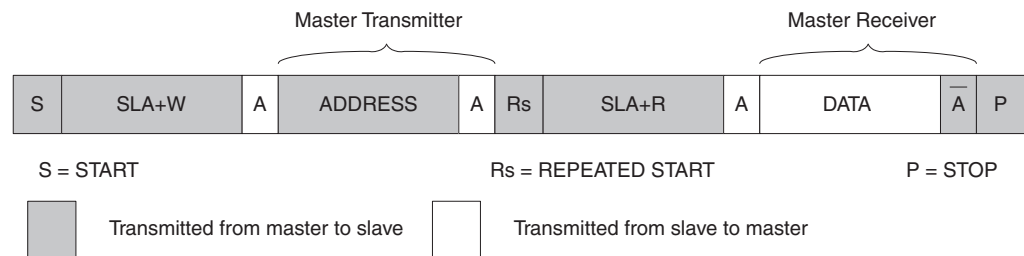 Master Transmitter Master Receiver
S SLA+W A ADDRESS A Rs SLA+R A DATA A̅ P
S = START Rs = REPEATED START P = STOP
Transmitted from master to slave Transmitted from slave to master